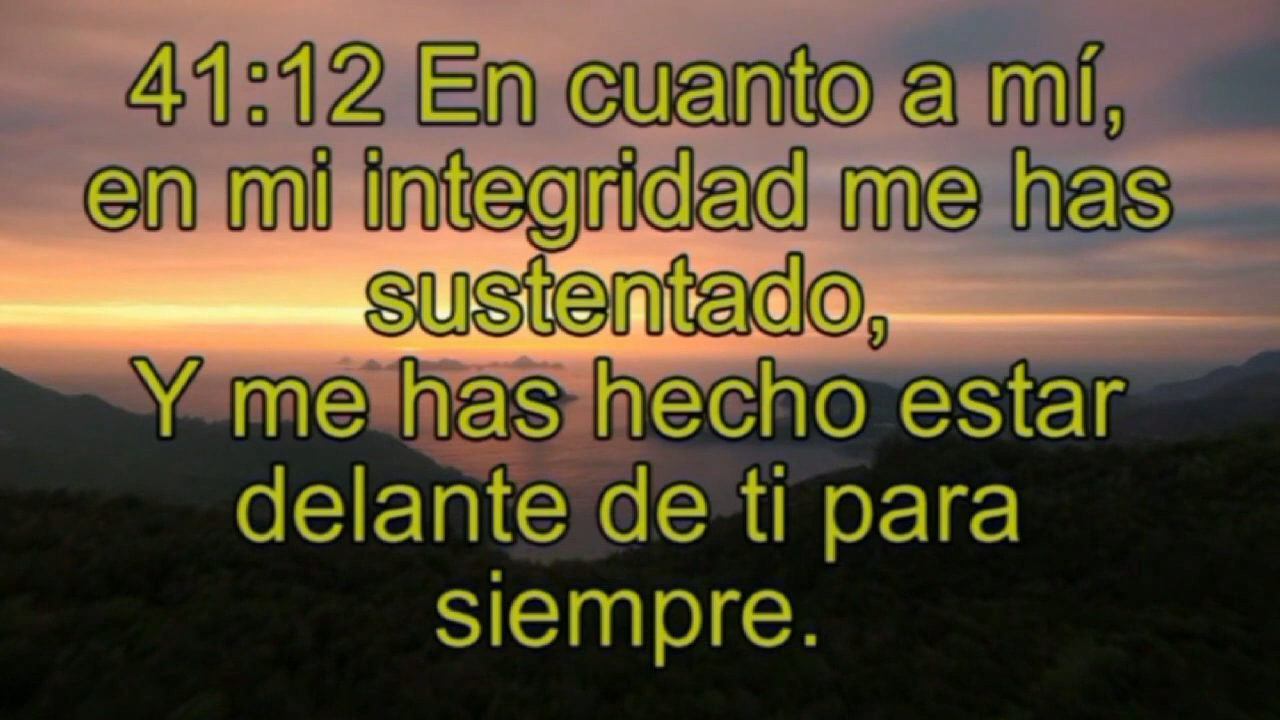 41:12 En cuanto a mí,
en mi integridad me has
sustentado,
Y me has hecho estar
delante de ti para
siempre.